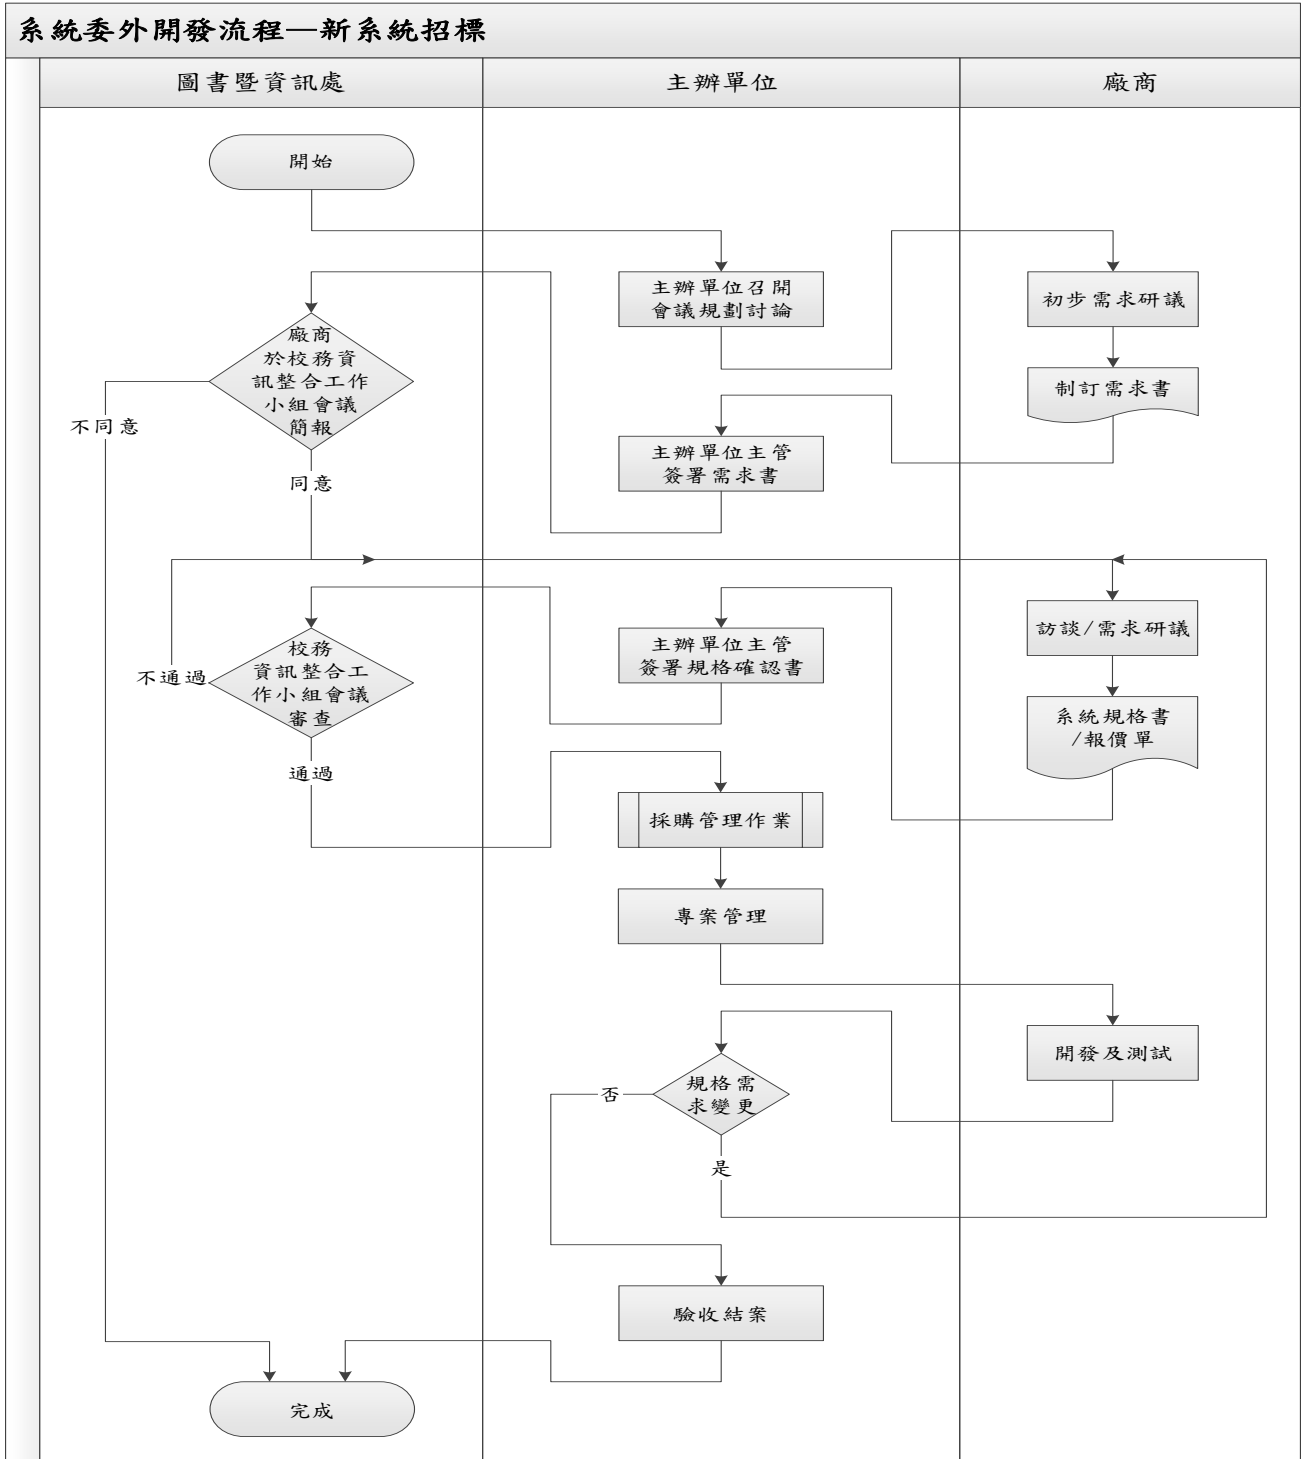 系統委外開發流程—新系統招標
圖書暨資訊處
主辦單位
廠商
開始
主辦單位召開
會議規劃討論
初步需求研議
廠商
於校務資
訊整合工作
小組會議
簡報
制訂需求書
不同意
主辦單位主管
簽署需求書
同意
訪談/需求研議
主辦單位主管
簽署規格確認書
校務
資訊整合工
作小組會議
審查
不通過
系統規格書
/報價單
通過
採購管理作業
專案管理
開發及測試
規格需
求變更
否
是
驗收結案
完成